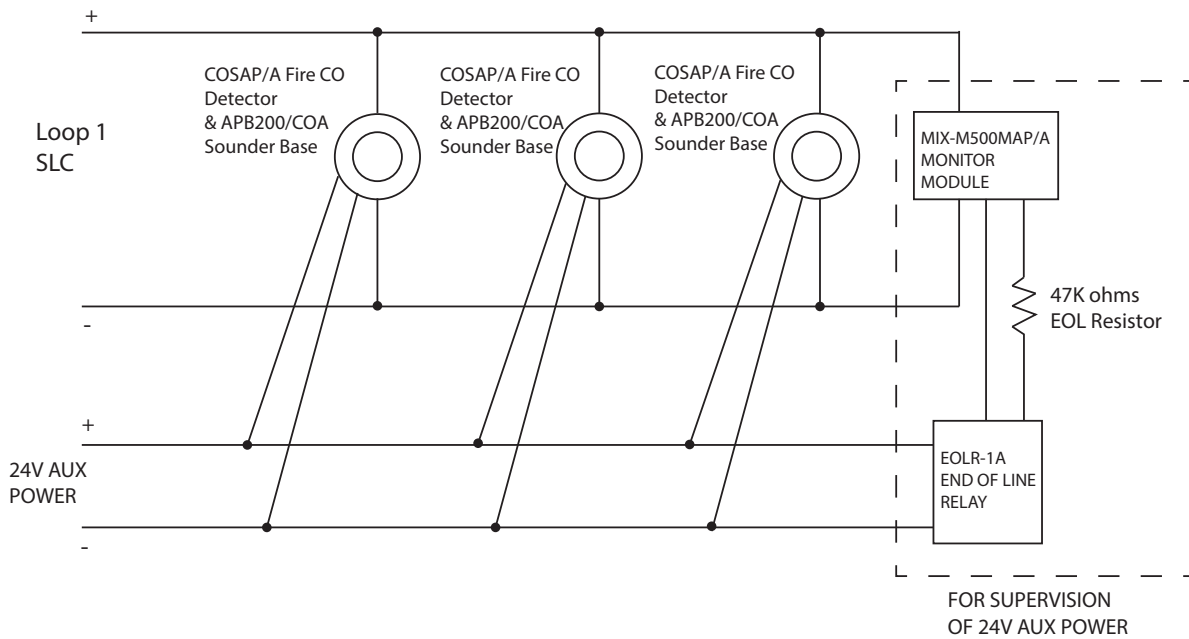 +
Loop 1
SLC
-
COSAP/A Fire CO
Detector
& APB200/COA
Sounder Base
COSAP/A Fire CO
Detector
& APB200/COA
Sounder Base
COSAP/A Fire CO
Detector
& APB200/COA
Sounder Base
MIX-M500MAP/A
MONITOR
MODULE
47K ohms
EOL Resistor
+
24V AUX
POWER
-
EOLR-1A
END OF LINE
RELAY
FOR SUPERVISION
OF 24V AUX POWER